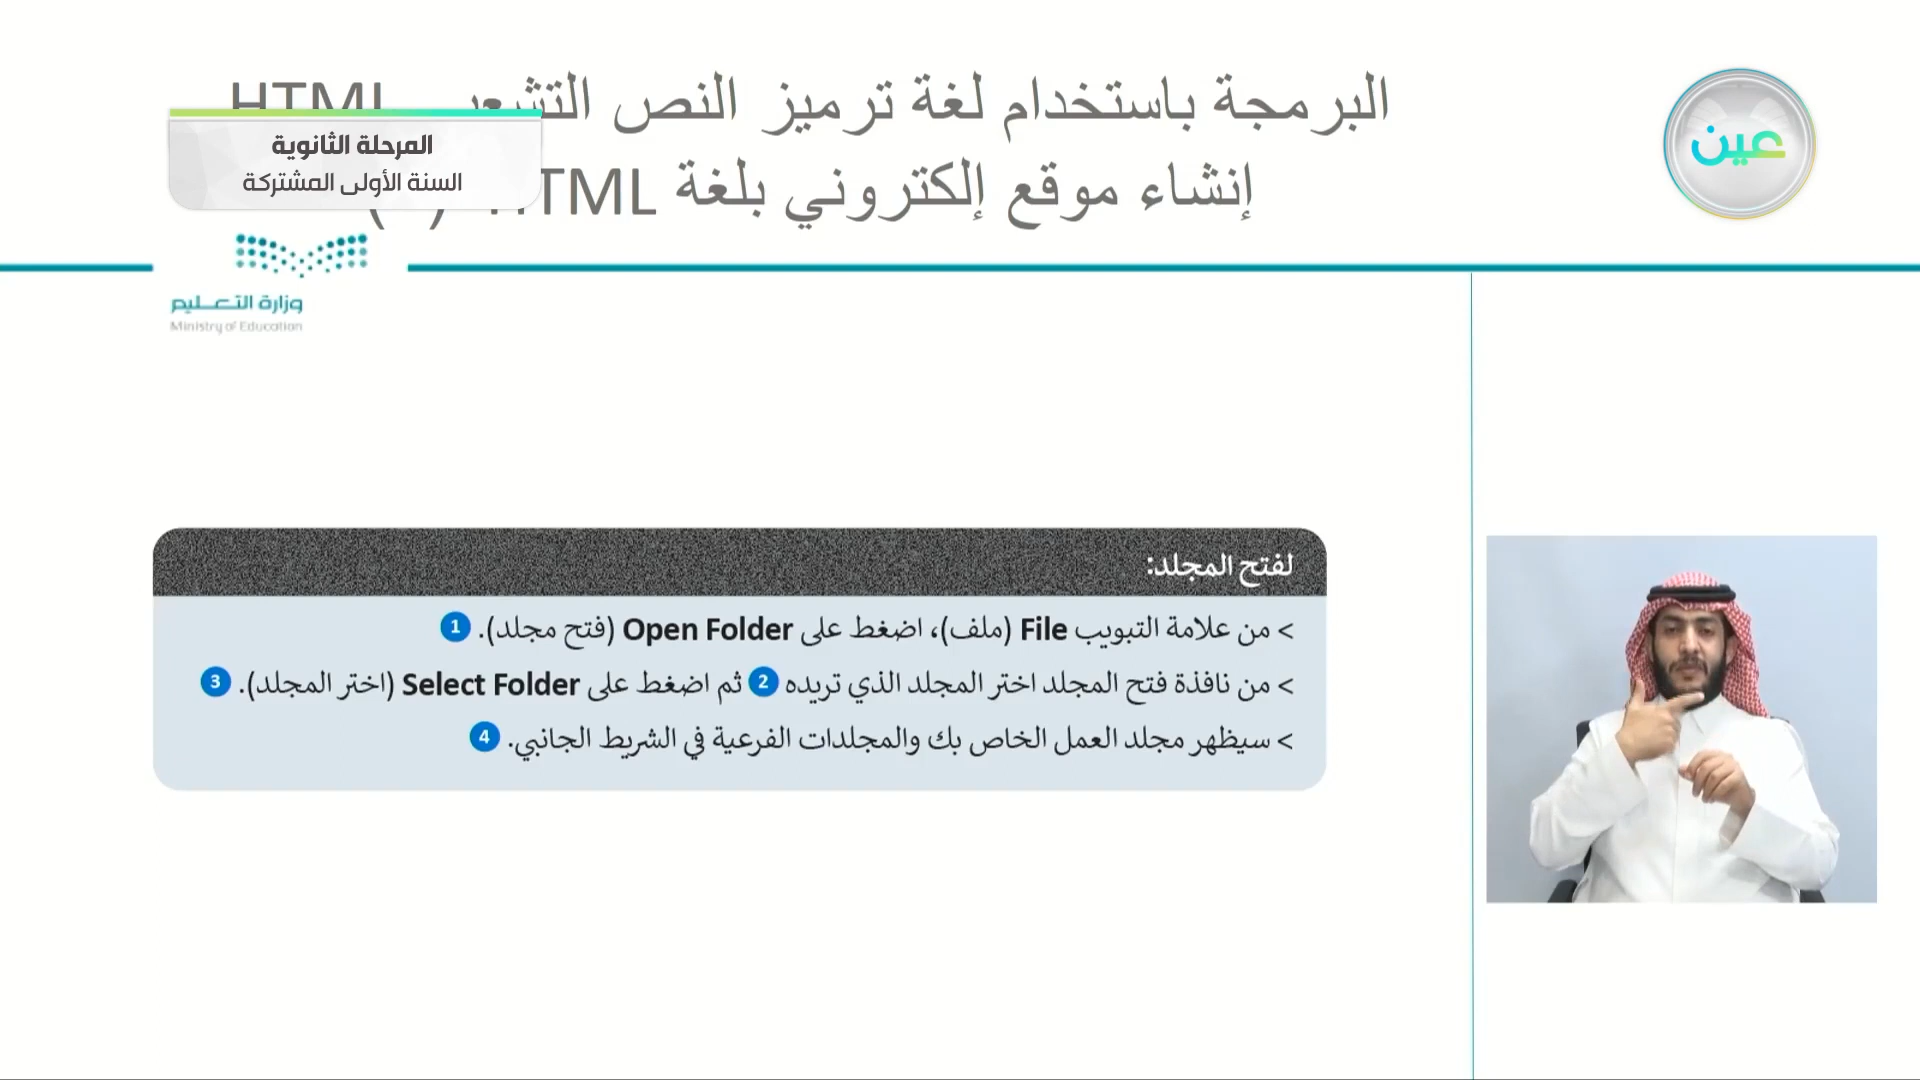 البرمجة باستخدام لغة ترميز النص التشعبي HTML
إنشاء موقع إلكتروني بلغة HTML
عين
المرحلة الثانوية
السنة الأولى المشتركة
وزارة التعليم
Ministry of Education
لفتح المجلد:
> من علامة التبويب File (ملف)، اضغط على Open Folder (فتح مجلد). 1
> من نافذة فتح المجلد اختر المجلد الذي تريده 2 ثم اضغط على Select Folder (اختر المجلد). 3
> سيظهر مجلد العمل الخاص بك والمجلدات الفرعية في الشريط الجانبي. 4